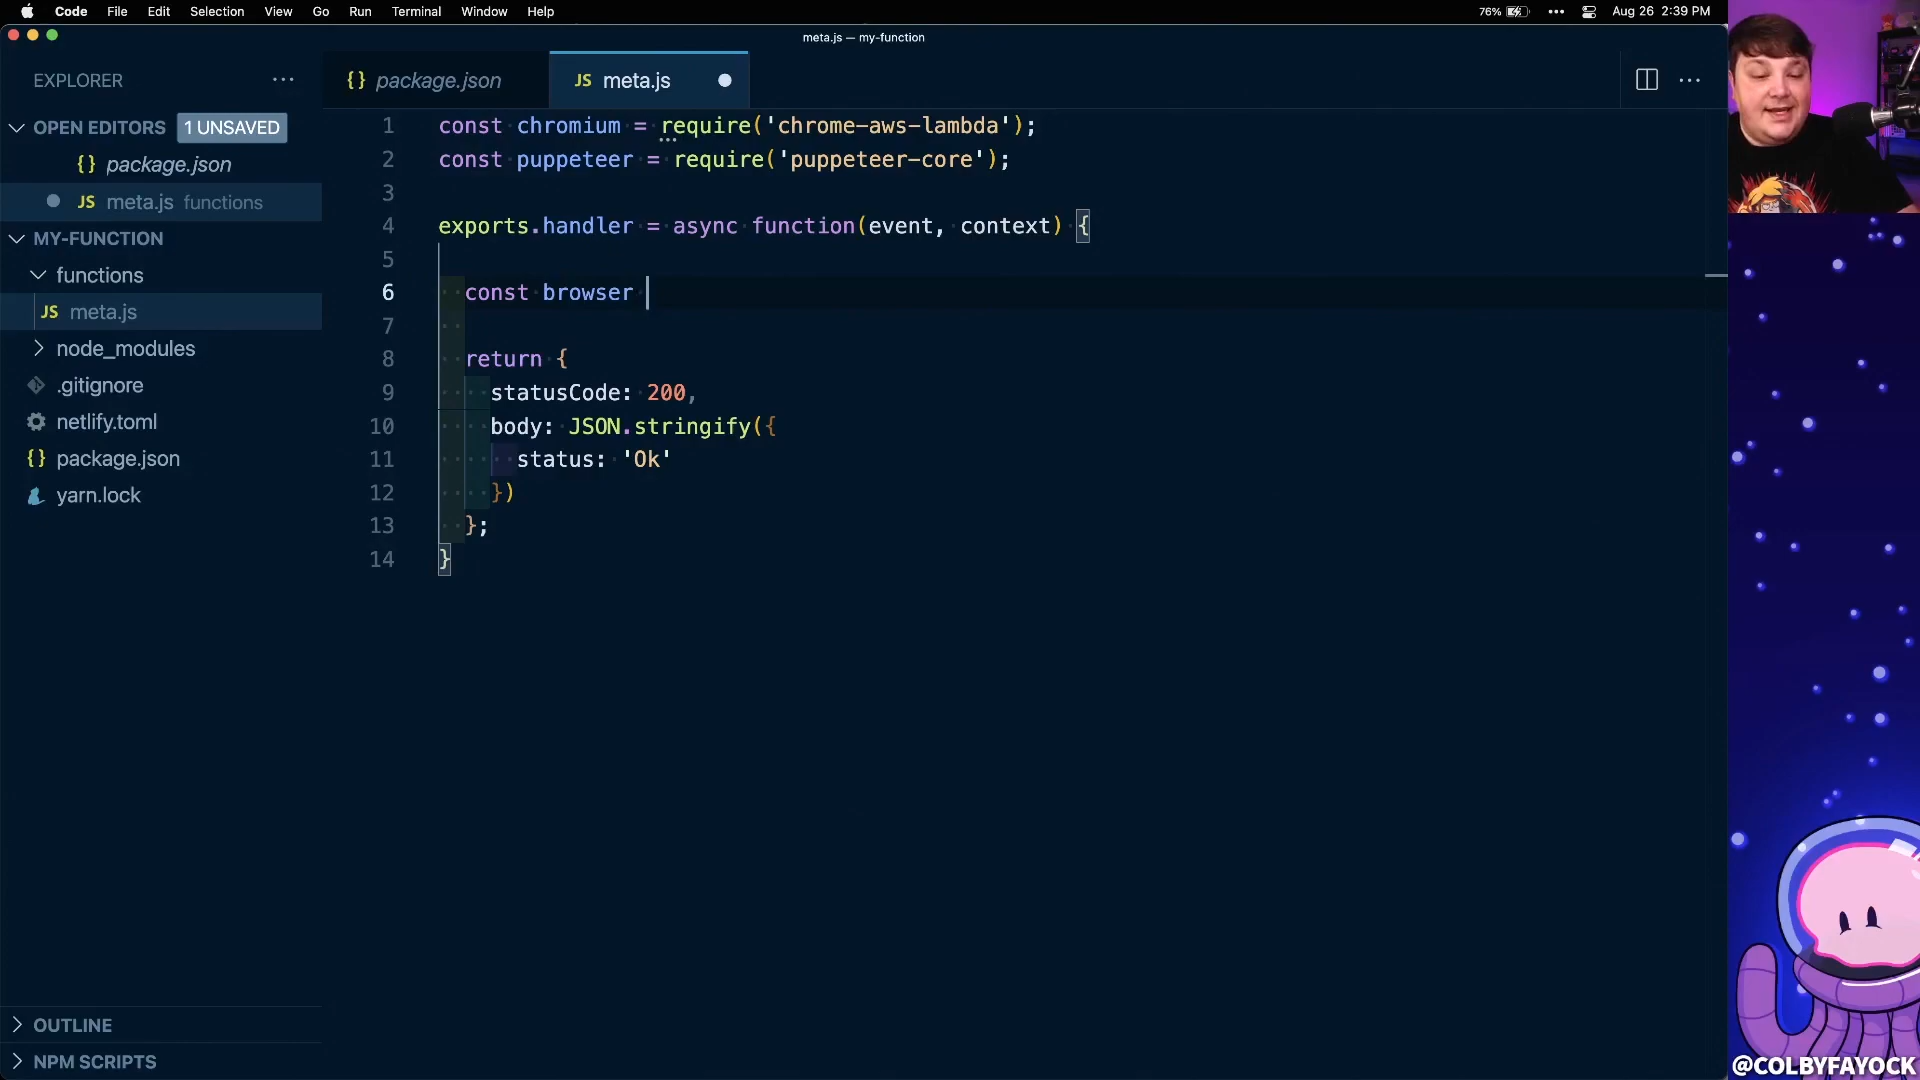 Code File Edit Selection View Go Run Terminal Window Help 76% Aug 26 2:39 PM
meta.js — my-function
EXPLORER
package.json
JS meta.js
OPEN EDITORS 1 UNSAVED
{} package.json
JS meta.js functions
MY-FUNCTION
functions
JS meta.js
node_modules
.gitignore
netlify.toml
{} package.json
yarn.lock
OUTLINE
NPM SCRIPTS
1 const chromium = require('chrome-aws-lambda');
2 const puppeteer = require('puppeteer-core');
3
4 exports.handler = async function(event, context) {
5
6 const browser
7
8 return {
9 statusCode: 200,
10 body: JSON.stringify({
11 status: 'Ok'
12 })
13 };
14 }
@COLBYFAYOCK